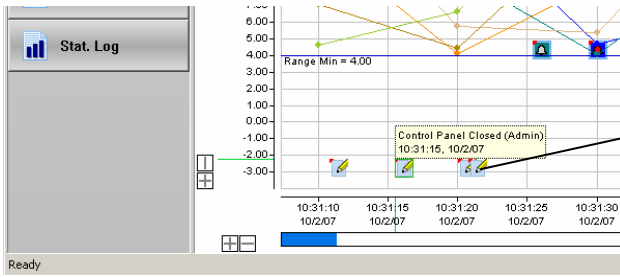 7.00
6.00
5.00
4.00
Range Min = 4.00
3.00
2.00
1.00
0.00
-1.00
-2.00
-3.00
Stat. Log
Control Panel Closed (Admin)
10:31:15, 10/2/07
10:31:10 10:31:15 10:31:20 10:31:25 10:31:30
10/2/07 10/2/07 10/2/07 10/2/07 10/2/07
Ready